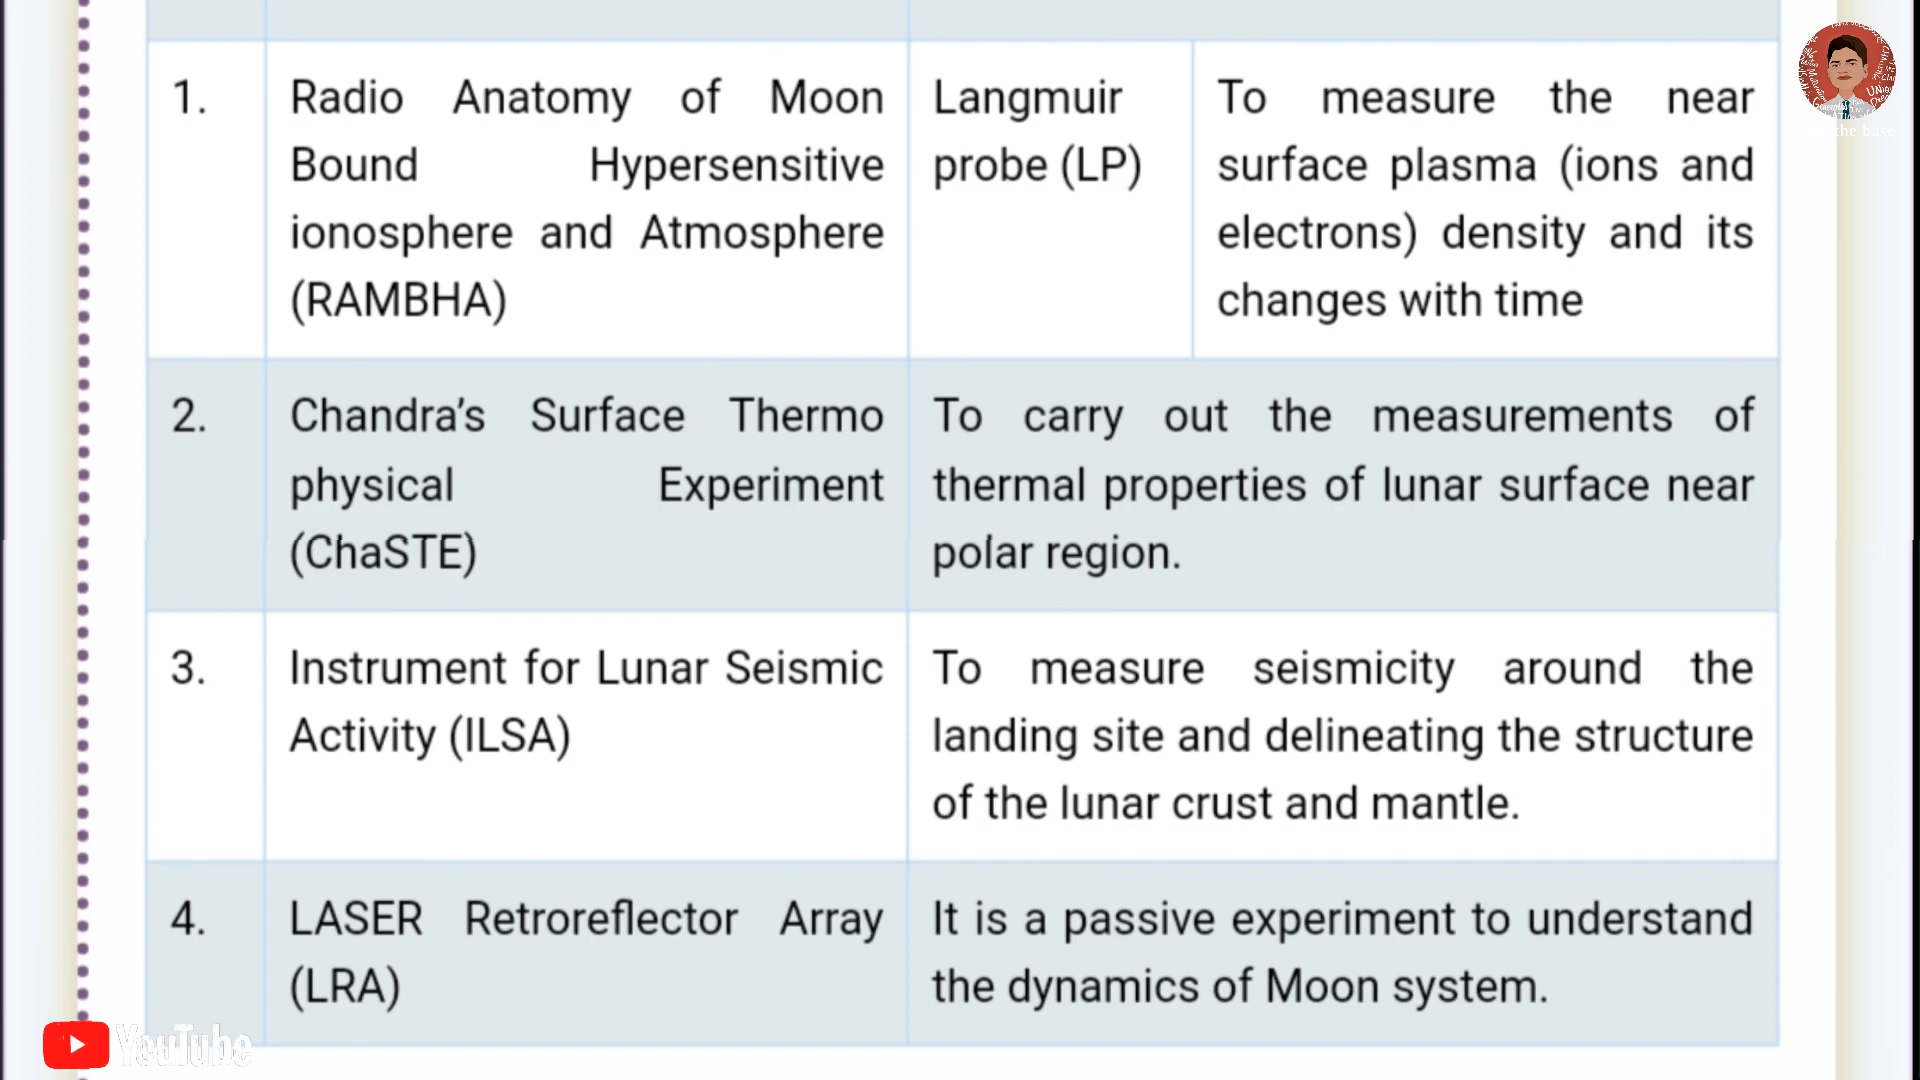 1.
Radio Anatomy of Moon
Bound Hypersensitive
ionosphere and Atmosphere
(RAMBHA)
Langmuir
probe (LP)
To measure the near
surface plasma (ions and
electrons) density and its
changes with time
2.
Chandra’s Surface Thermo
physical Experiment
(ChaSTE)
To carry out the measurements of
thermal properties of lunar surface near
polar region.
3.
Instrument for Lunar Seismic
Activity (ILSA)
To measure seismicity around the
landing site and delineating the structure
of the lunar crust and mantle.
4.
LASER Retroreflector Array
(LRA)
It is a passive experiment to understand
the dynamics of Moon system.
YouTube
the base